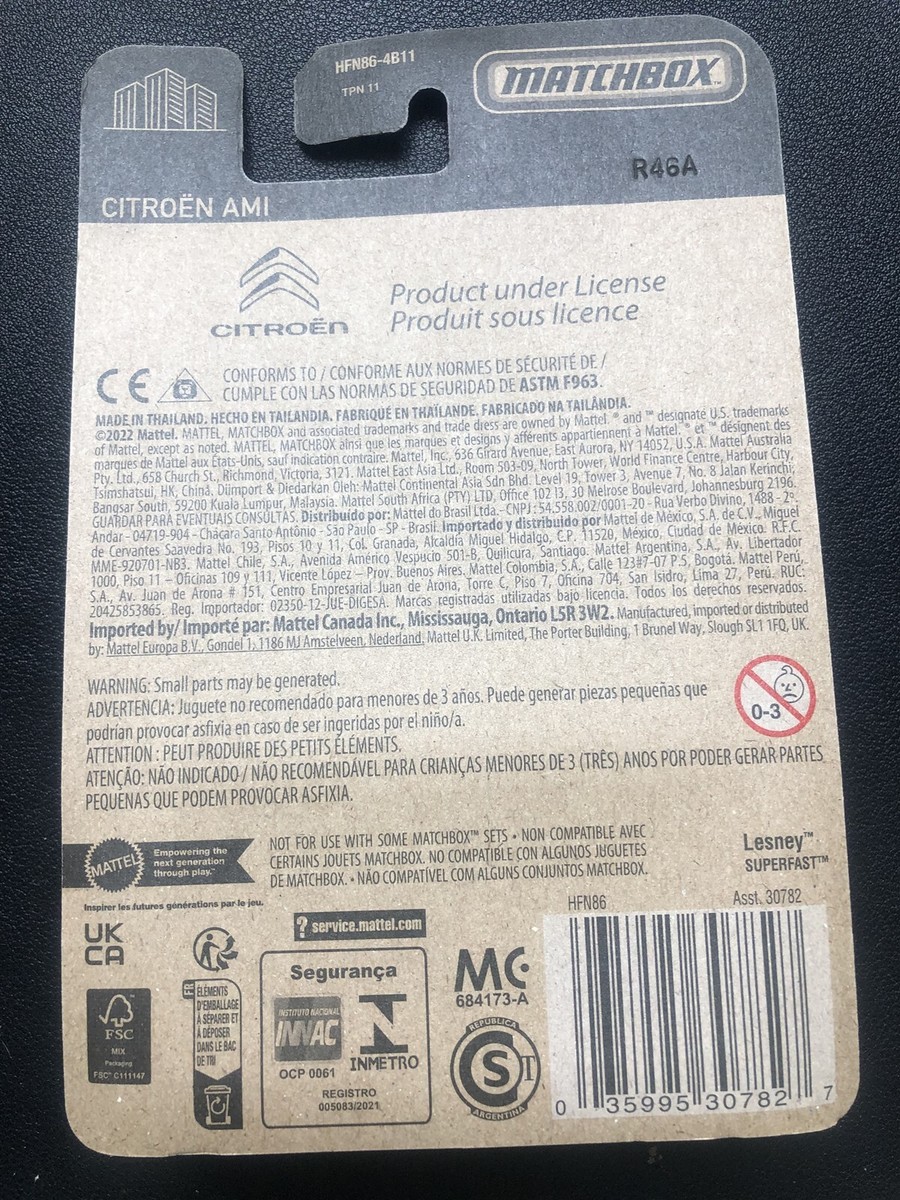 HFN86-4B11
TPN 11
MATCHBOX™
R46A
CITROËN AMI
CITROËN
Product under License
Produit sous licence
CE
CONFORMS TO / CONFORME AUX NORMES DE SÉCURITÉ DE /
CUMPLE CON LAS NORMAS DE SEGURIDAD DE ASTM F963.
MADE IN THAILAND. HECHO EN TAILANDIA. FABRIQUÉ EN THAÏLANDE. FABRICADO NA TAILÂNDIA.
©2022 Mattel. MATTEL, MATCHBOX and associated trademarks and trade dress are owned by Mattel. ® and ™ designate U.S. trademarks
of Mattel, except as noted. MATTEL, MATCHBOX ainsi que les marques et designs y afférents appartiennent à Mattel. ® et ™ désignent des
marques de Mattel aux États-Unis, sauf indication contraire. Mattel, Inc., 636 Girard Avenue, East Aurora, NY 14052, U.S.A. Mattel Australia
Pty. Ltd., 658 Church St., Richmond, Victoria, 3121. Mattel East Asia Ltd., Room 503-09, North Tower, World Finance Centre, Harbour City,
Tsimshatsui, HK, China. Diimport & Diedarkan Oleh: Mattel Continental Asia Sdn Bhd. Level 19, Tower 3, Avenue 7, No. 8 Jalan Kerinchi,
Bangsar South, 59200 Kuala Lumpur, Malaysia. Mattel South Africa (PTY) LTD, Office 102 I3, 30 Melrose Boulevard, Johannesburg 2196.
GUARDAR PARA EVENTUAIS CONSULTAS. Distribuido por: Mattel do Brasil Ltda.- CNPJ : 54.558.002/0001-20 - Rua Verbo Divino, 1488 - 2º
Andar - 04719-904 - Chácara Santo Antônio - São Paulo - SP - Brasil. Importado y distribuido por Mattel de México, S.A. de C.V., Miguel
de Cervantes Saavedra No. 193, Pisos 10 y 11, Col. Granada, Alcaldía Miguel Hidalgo, C.P. 11520, México, Ciudad de México. R.F.C.
MME-920701-NB3. Mattel Chile, S.A., Avenida Américo Vespucio 501-B, Quilicura, Santiago. Mattel Argentina, S.A., Av. Libertador
1000, Piso 11 – Oficinas 109 y 111, Vicente López – Prov. Buenos Aires. Mattel Colombia, S.A., Calle 123#7-07 P.5, Bogotá. Mattel Perú,
S.A., Av. Juan de Arona # 151, Centro Empresarial Juan de Arona, Torre C, Piso 7, Oficina 704, San Isidro, Lima 27, Perú. RUC:
20425853865. Reg. Importador: 02350-12-JUE-DIGESA. Marcas registradas utilizadas bajo licencia. Todos los derechos reservados.
Imported by/ Importé par: Mattel Canada Inc., Mississauga, Ontario L5R 3W2. Manufactured, imported or distributed
by: Mattel Europa B.V., Gondel 1, 1186 MJ Amstelveen, Nederland. Mattel U.K. Limited, The Porter Building, 1 Brunel Way, Slough SL1 1FQ, UK.
WARNING: Small parts may be generated.
ADVERTENCIA: Juguete no recomendado para menores de 3 años. Puede generar piezas pequeñas que
podrían provocar asfixia en caso de ser ingeridas por el niño/a.
ATTENTION : PEUT PRODUIRE DES PETITS ÉLÉMENTS.
ATENÇÃO: NÃO INDICADO / NÃO RECOMENDÁVEL PARA CRIANÇAS MENORES DE 3 (TRÊS) ANOS POR PODER GERAR PARTES
PEQUENAS QUE PODEM PROVOCAR ASFIXIA.
0-3
MATTEL
Empowering the
next generation
through play.™
Inspirer les futures générations par le jeu.
NOT FOR USE WITH SOME MATCHBOX™ SETS • NON COMPATIBLE AVEC
CERTAINS JOUETS MATCHBOX. NO COMPATIBLE CON ALGUNOS JUGUETES
DE MATCHBOX. • NÃO COMPATÍVEL COM ALGUNS CONJUNTOS MATCHBOX.
Lesney™
SUPERFAST™
HFN86
Asst. 30782
UK
CA
? service.mattel.com
FSC
MIX
Packaging
FSC® C111147
FR
ÉLÉMENTS
D'EMBALLAGE
À SÉPARER ET
À DÉPOSER
DANS LE BAC
DE TRI
Segurança
INSTITUTO NACIONAL
INNAC
OCP 0061
INMETRO
REGISTRO
005083/2021
MC
684173-A
REPUBLICA
S T
ARGENTINA
0 35995 30782 7